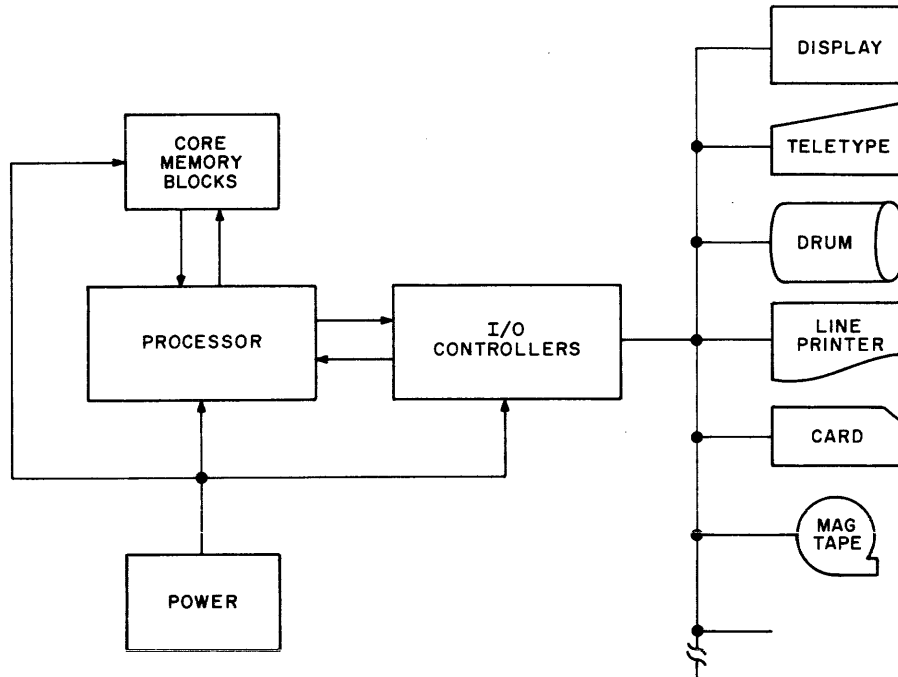 CORE
MEMORY
BLOCKS
PROCESSOR
I/O
CONTROLLERS
POWER
DISPLAY
TELETYPE
DRUM
LINE
PRINTER
CARD
MAG
TAPE